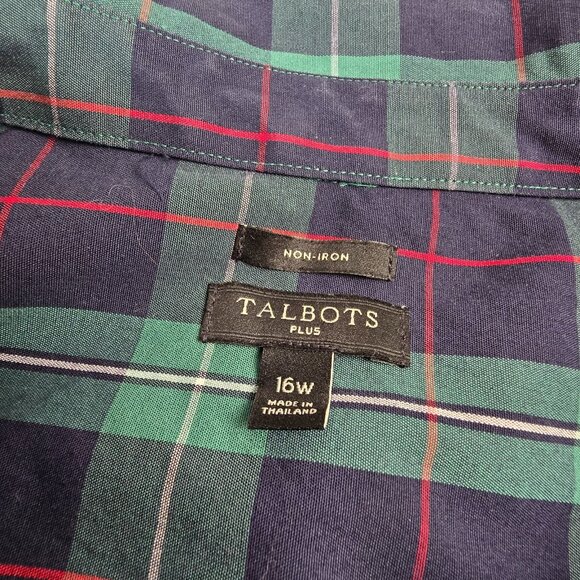 NON-IRON
TALBOTS
PLUS
16W
MADE IN
THAILAND